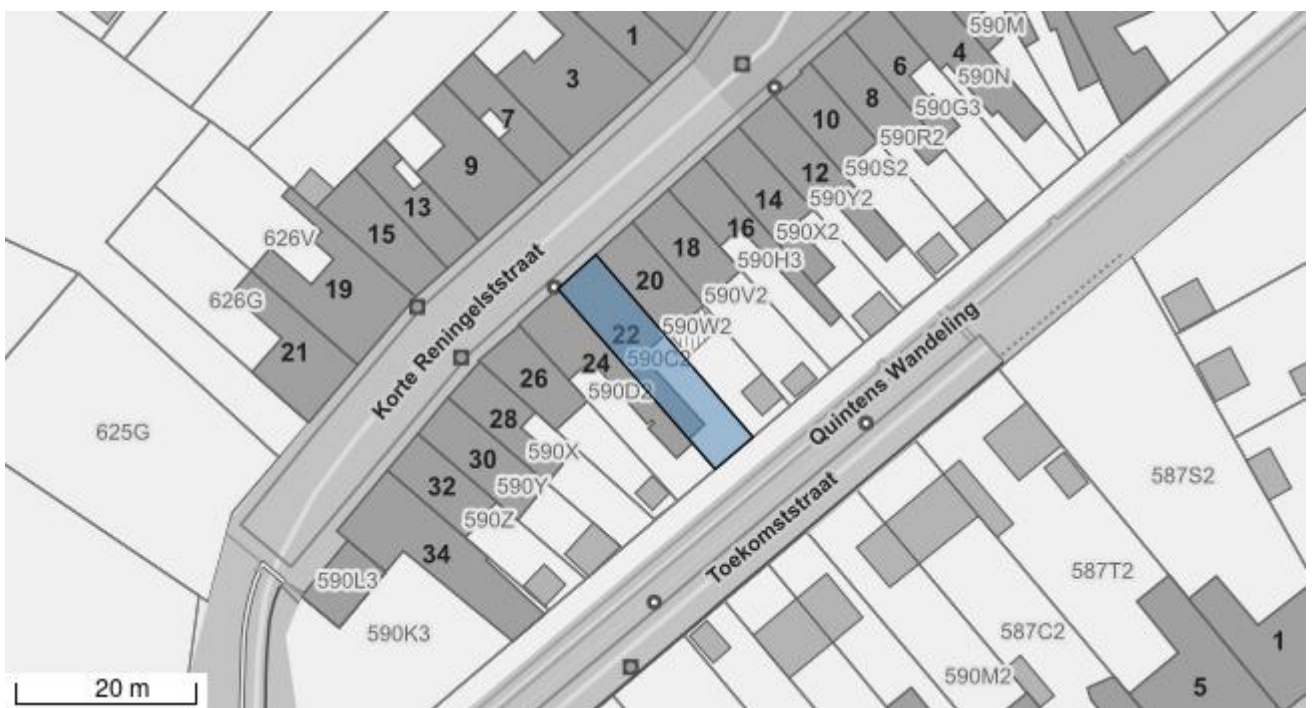 590M
1
4
6
590N
3
8
590G3
10
7
590R2
9
12
590S2
13
14
590Y2
15
16
590X2
626V
18
590H3
19
20
590V2
626G
Korte Reningelststraat
22
590W2
21
24
590C2
Quintens Wandeling
26
590D2
625G
28
590X
30
590Y
587S2
32
590Z
Toekomststraat
34
590L3
587T2
590K3
587C2
1
590M2
5
20 m